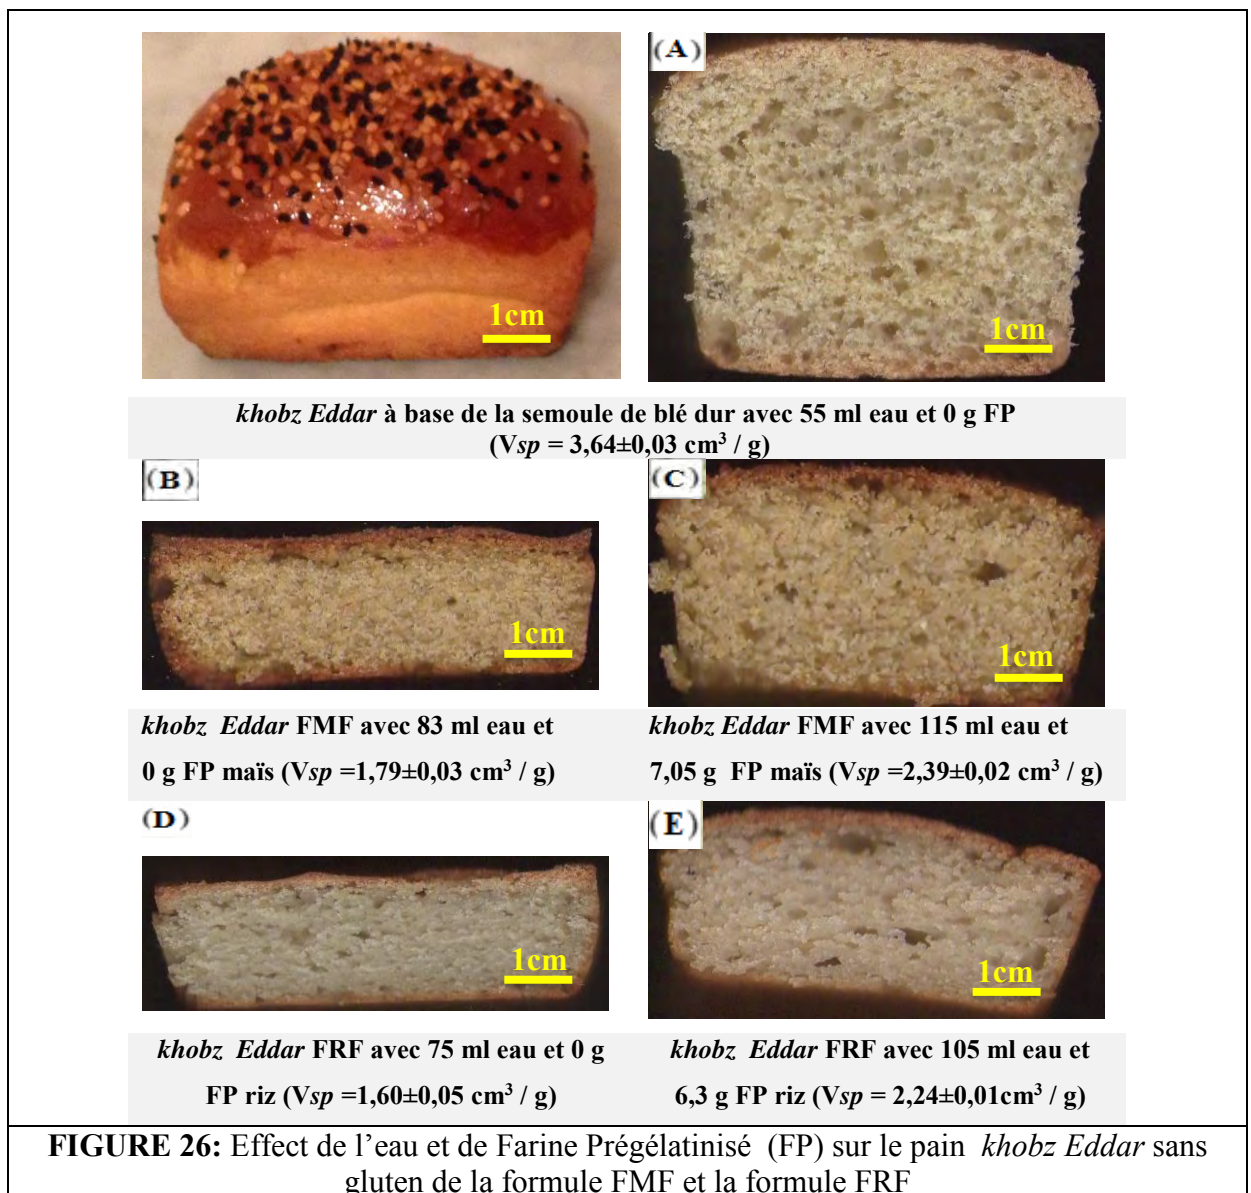 1cm
(A)
1cm
khobz Eddar à base de la semoule de blé dur avec 55 ml eau et 0 g FP
(Vsp = 3,64±0,03 cm³ / g)
(B)
1cm
(C)
1cm
khobz Eddar FMF avec 83 ml eau et
0 g FP maïs (Vsp =1,79±0,03 cm³ / g)
khobz Eddar FMF avec 115 ml eau et
7,05 g FP maïs (Vsp =2,39±0,02 cm³ / g)
(D)
1cm
(E)
1cm
khobz Eddar FRF avec 75 ml eau et 0 g
FP riz (Vsp =1,60±0,05 cm³ / g)
khobz Eddar FRF avec 105 ml eau et
6,3 g FP riz (Vsp = 2,24±0,01cm³ / g)
FIGURE 26: Effect de l’eau et de Farine Prégélatinisé (FP) sur le pain khobz Eddar sans
gluten de la formule FMF et la formule FRF